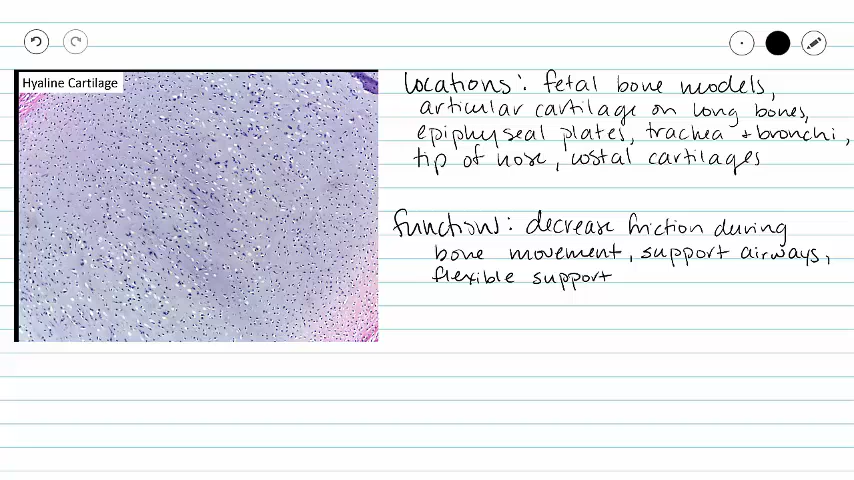 Hyaline Cartilage
locations: fetal bone models,
articular cartilage on long bones,
epiphyseal plates, trachea + bronchi,
tip of nose, costal cartilages
functions: decrease friction during
bone movement, support airways,
flexible support